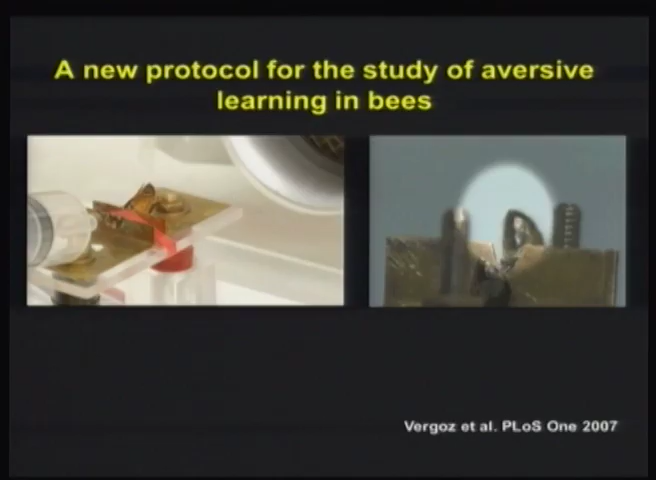 A new protocol for the study of aversive
learning in bees
Vergoz et al. PLoS One 2007